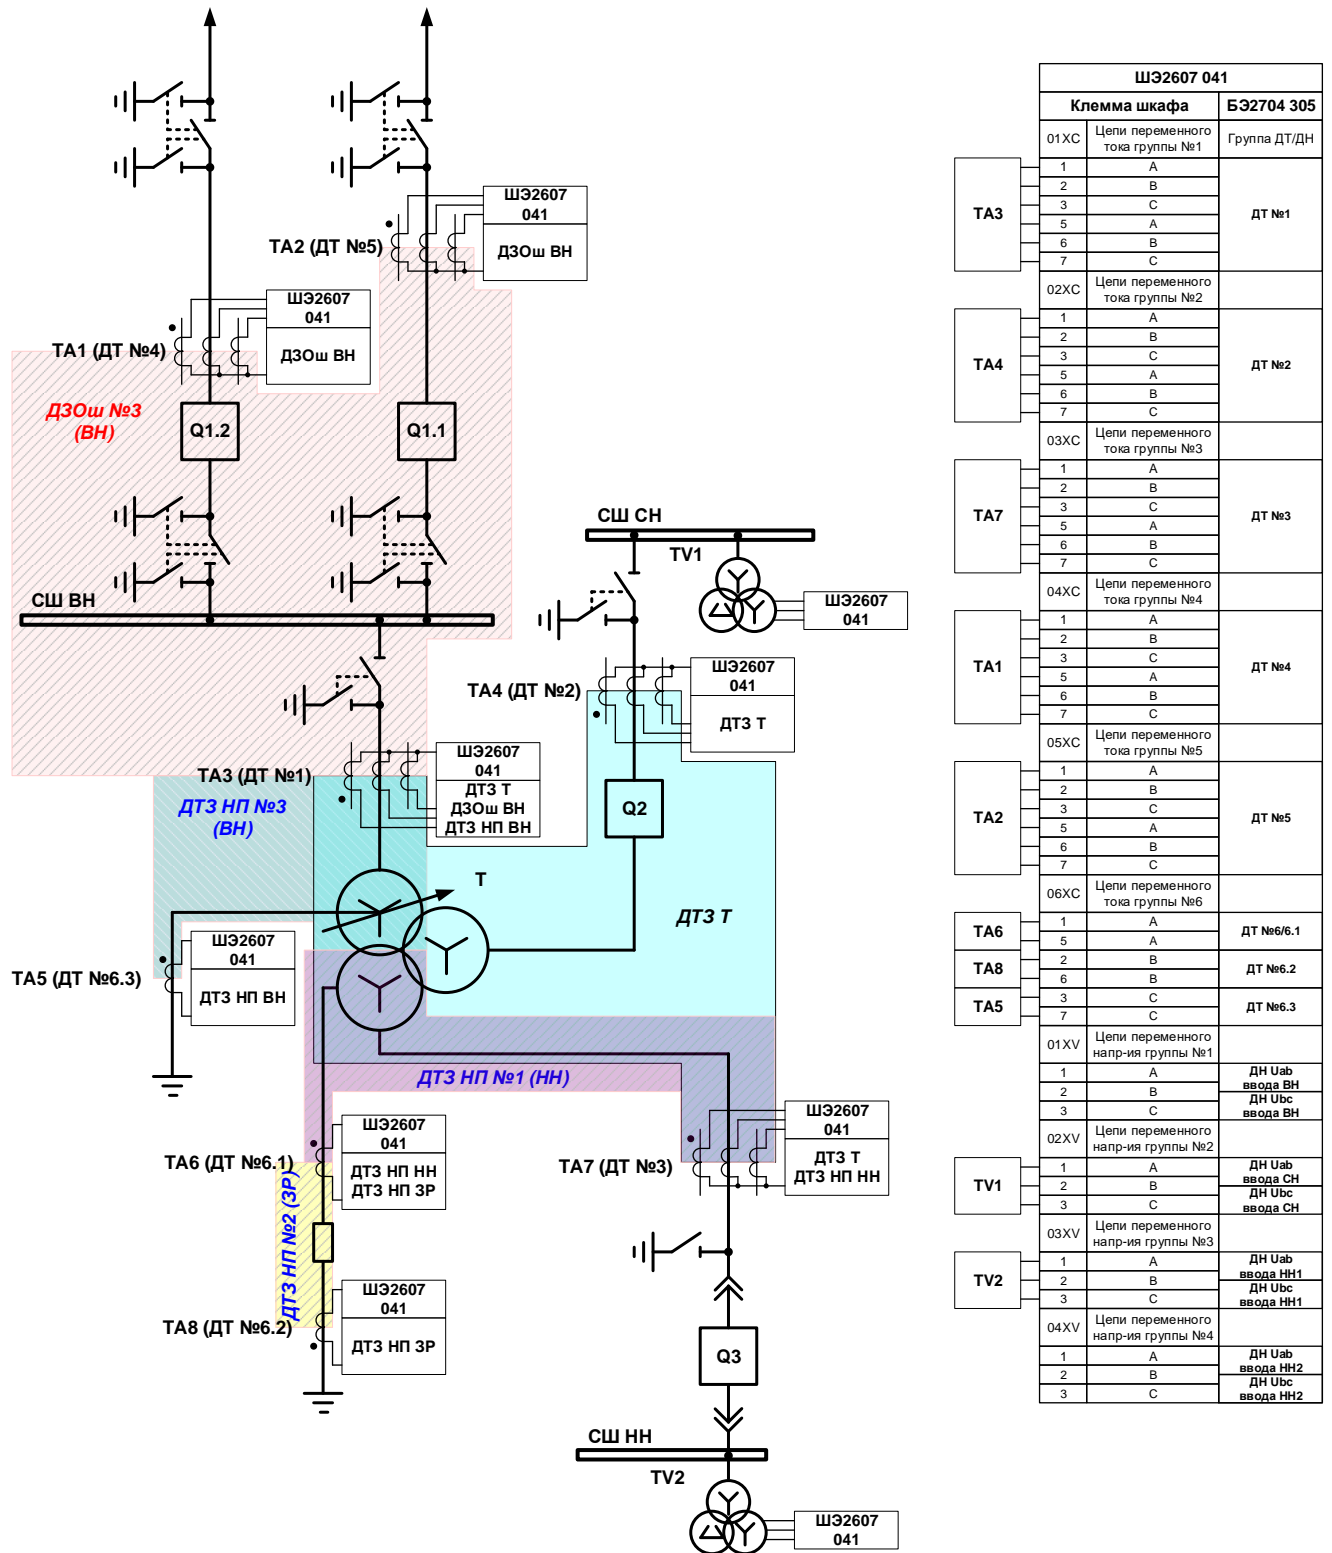 ШЭ2607
041
ДЗОш ВН
ТА2 (ДТ №5)
ШЭ2607
041
ДЗОш ВН
ТА1 (ДТ №4)
ДЗОш №3
(ВН)
Q1.2
Q1.1
СШ ВН
СШ СН
TV1
ШЭ2607
041
ТА4 (ДТ №2)
ШЭ2607
041
ДТЗ Т
ТА3 (ДТ №1)
ШЭ2607
041
ДТЗ Т
ДЗОш ВН
ДТЗ НП ВН
ДТЗ НП №3
(ВН)
Q2
Т
ДТЗ Т
ШЭ2607
041
ДТЗ НП ВН
ТА5 (ДТ №6.3)
ДТЗ НП №1 (НН)
ШЭ2607
041
ДТЗ НП НН
ДТЗ НП ЗР
ТА6 (ДТ №6.1)
ШЭ2607
041
ДТЗ Т
ДТЗ НП НН
ТА7 (ДТ №3)
ДТЗ НП №2 (ЗР)
ШЭ2607
041
ДТЗ НП ЗР
ТА8 (ДТ №6.2)
Q3
СШ НН
TV2
ШЭ2607
041
ШЭ2607 041
Клемма шкафа БЭ2704 305
01ХС Цепи переменного тока группы №1 Группа ДТ/ДН
ТА3
1 А
2 В
3 С
ДТ №1
5 А
6 В
7 С
02ХС Цепи переменного тока группы №2
ТА4
1 А
2 В
3 С
ДТ №2
5 А
6 В
7 С
03ХС Цепи переменного тока группы №3
ТА7
1 А
2 В
3 С
ДТ №3
5 А
6 В
7 С
04ХС Цепи переменного тока группы №4
ТА1
1 А
2 В
3 С
ДТ №4
5 А
6 В
7 С
05ХС Цепи переменного тока группы №5
ТА2
1 А
2 В
3 С
ДТ №5
5 А
6 В
7 С
06ХС Цепи переменного тока группы №6
ТА6
1 А
ДТ №6/6.1
5 А
ТА8
2 В
ДТ №6.2
6 В
ТА5
3 С
ДТ №6.3
7 С
01XV Цепи переменного напр-ия группы №1
1 А
ДН Uab ввода ВН
2 В
ДН Ubc ввода ВН
3 С
02XV Цепи переменного напр-ия группы №2
TV1
1 А
ДН Uab ввода СН
2 В
ДН Ubc ввода СН
3 С
03XV Цепи переменного напр-ия группы №3
TV2
1 А
ДН Uab ввода НН1
2 В
ДН Ubc ввода НН1
3 С
04XV Цепи переменного напр-ия группы №4
1 А
ДН Uab ввода НН2
2 В
ДН Ubc ввода НН2
3 С